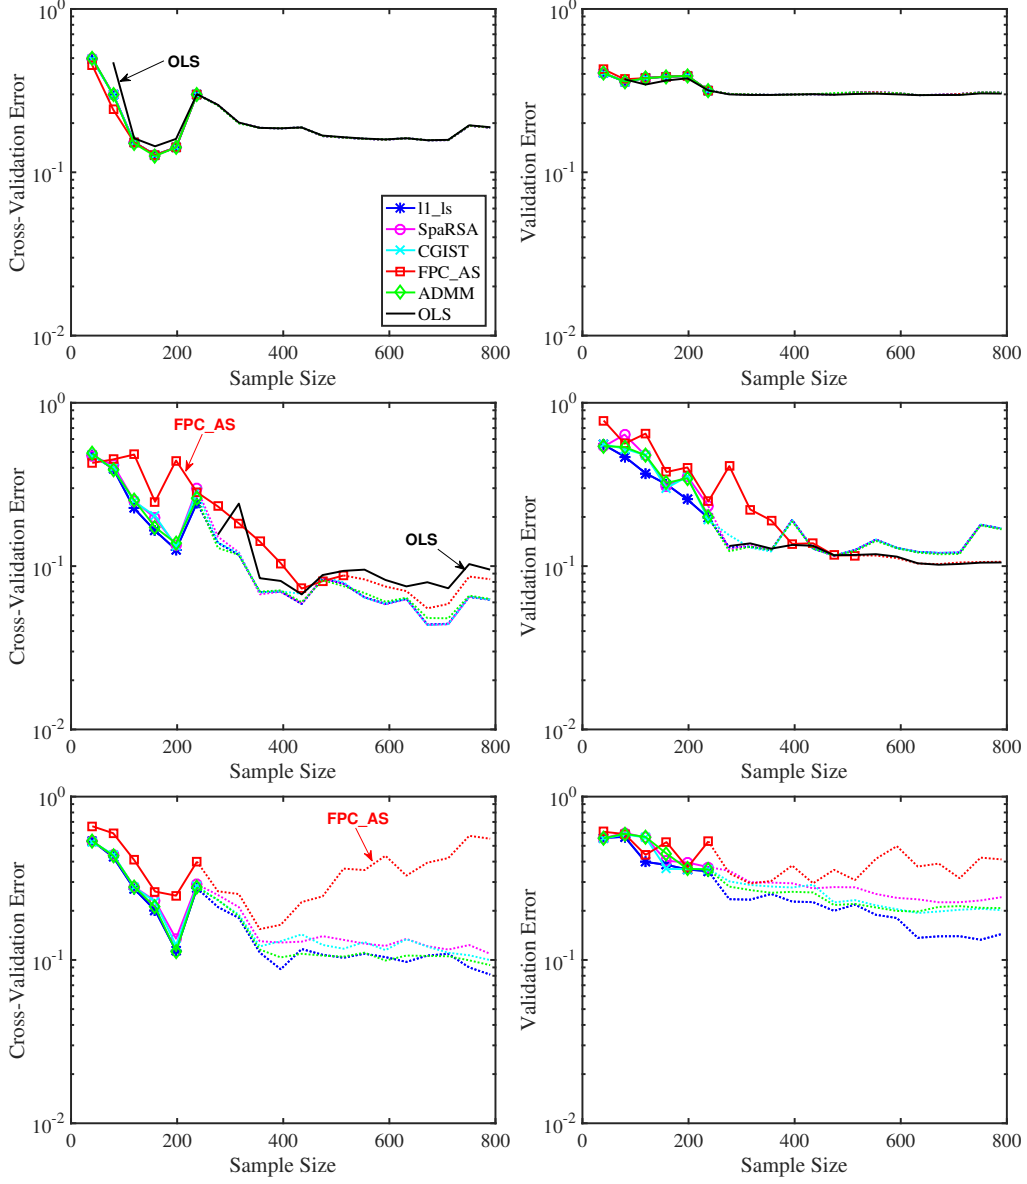 10^0
10^-1
10^-2
0 200 400 600 800
Cross-Validation Error
Sample Size
OLS
l1_ls
SpaRSA
CGIST
FPC_AS
ADMM
OLS
10^0
10^-1
10^-2
0 200 400 600 800
Validation Error
Sample Size
10^0
10^-1
10^-2
0 200 400 600 800
Cross-Validation Error
Sample Size
FPC_AS
OLS
10^0
10^-1
10^-2
0 200 400 600 800
Validation Error
Sample Size
10^0
10^-1
10^-2
0 200 400 600 800
Cross-Validation Error
Sample Size
FPC_AS
10^0
10^-1
10^-2
0 200 400 600 800
Validation Error
Sample Size